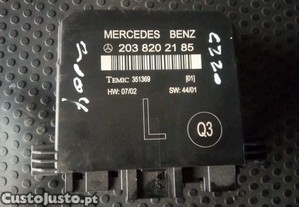 MERCEDES BENZ
203 820 21 85
TEMIC 351369 [01]
HW: 07/02 SW: 44/01
L
Q3
C220
2004
CustoJusto.pt